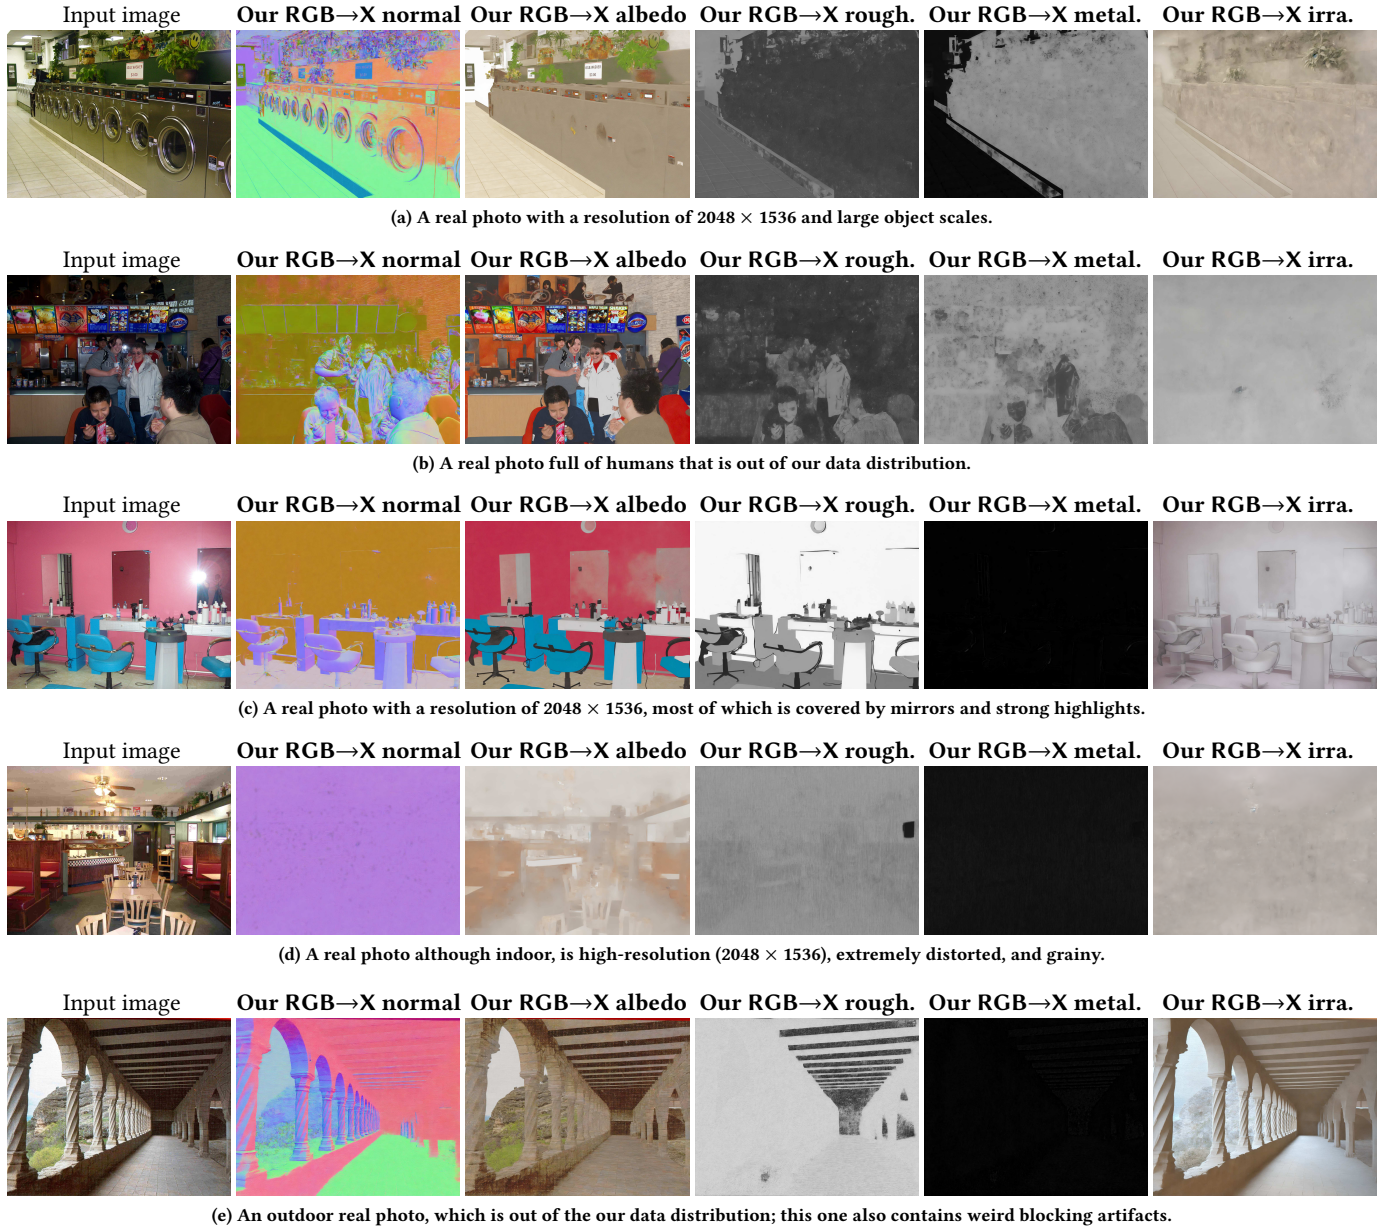 Input image Our RGB→X normal Our RGB→X albedo Our RGB→X rough. Our RGB→X metal. Our RGB→X irra.
(a) A real photo with a resolution of 2048 × 1536 and large object scales.
Input image Our RGB→X normal Our RGB→X albedo Our RGB→X rough. Our RGB→X metal. Our RGB→X irra.
(b) A real photo full of humans that is out of our data distribution.
Input image Our RGB→X normal Our RGB→X albedo Our RGB→X rough. Our RGB→X metal. Our RGB→X irra.
(c) A real photo with a resolution of 2048 × 1536, most of which is covered by mirrors and strong highlights.
Input image Our RGB→X normal Our RGB→X albedo Our RGB→X rough. Our RGB→X metal. Our RGB→X irra.
(d) A real photo although indoor, is high-resolution (2048 × 1536), extremely distorted, and grainy.
Input image Our RGB→X normal Our RGB→X albedo Our RGB→X rough. Our RGB→X metal. Our RGB→X irra.
(e) An outdoor real photo, which is out of the our data distribution; this one also contains weird blocking artifacts.